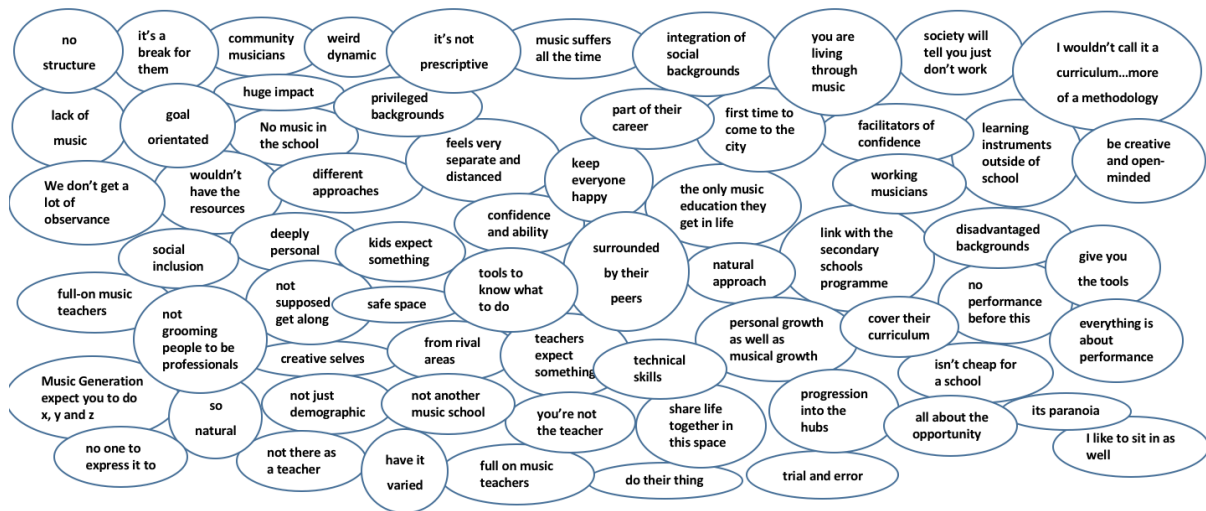 no
structure
it's a
break for
them
community
musicians
weird
dynamic
it's not
prescriptive
music suffers
all the time
integration of
social
backgrounds
you are
living
through
music
society will
tell you just
don't work
I wouldn't call it a
curriculum...more
of a methodology
lack of
music
goal
orientated
huge impact
No music in
the school
privileged
backgrounds
feels very
separate and
distanced
part of their
career
first time to
come to the
city
facilitators of
confidence
learning
instruments
outside of
school
be creative
and open-
minded
We don't get a
lot of
observance
wouldn't
have the
resources
different
approaches
keep
everyone
happy
the only music
education they
get in life
working
musicians
confidence
and ability
social
inclusion
deeply
personal
kids expect
something
tools to
know what
to do
surrounded
by their
peers
natural
approach
link with the
secondary
schools
programme
disadvantaged
backgrounds
give you
the tools
full-on music
teachers
not
grooming
people to be
professionals
not
supposed
get along
safe space
no
performance
before this
personal growth
as well as
musical growth
cover their
curriculum
everything is
about
performance
creative selves
from rival
areas
teachers
expect
something
technical
skills
isn't cheap for
a school
Music Generation
expect you to do
x, y and z
so
natural
not just
demographic
not another
music school
you're not
the teacher
share life
together in
this space
progression
into the
hubs
all about the
opportunity
its paranoia
I like to sit in as
well
no one to
express it to
not there as
a teacher
have it
varied
full on music
teachers
do their thing
trial and error